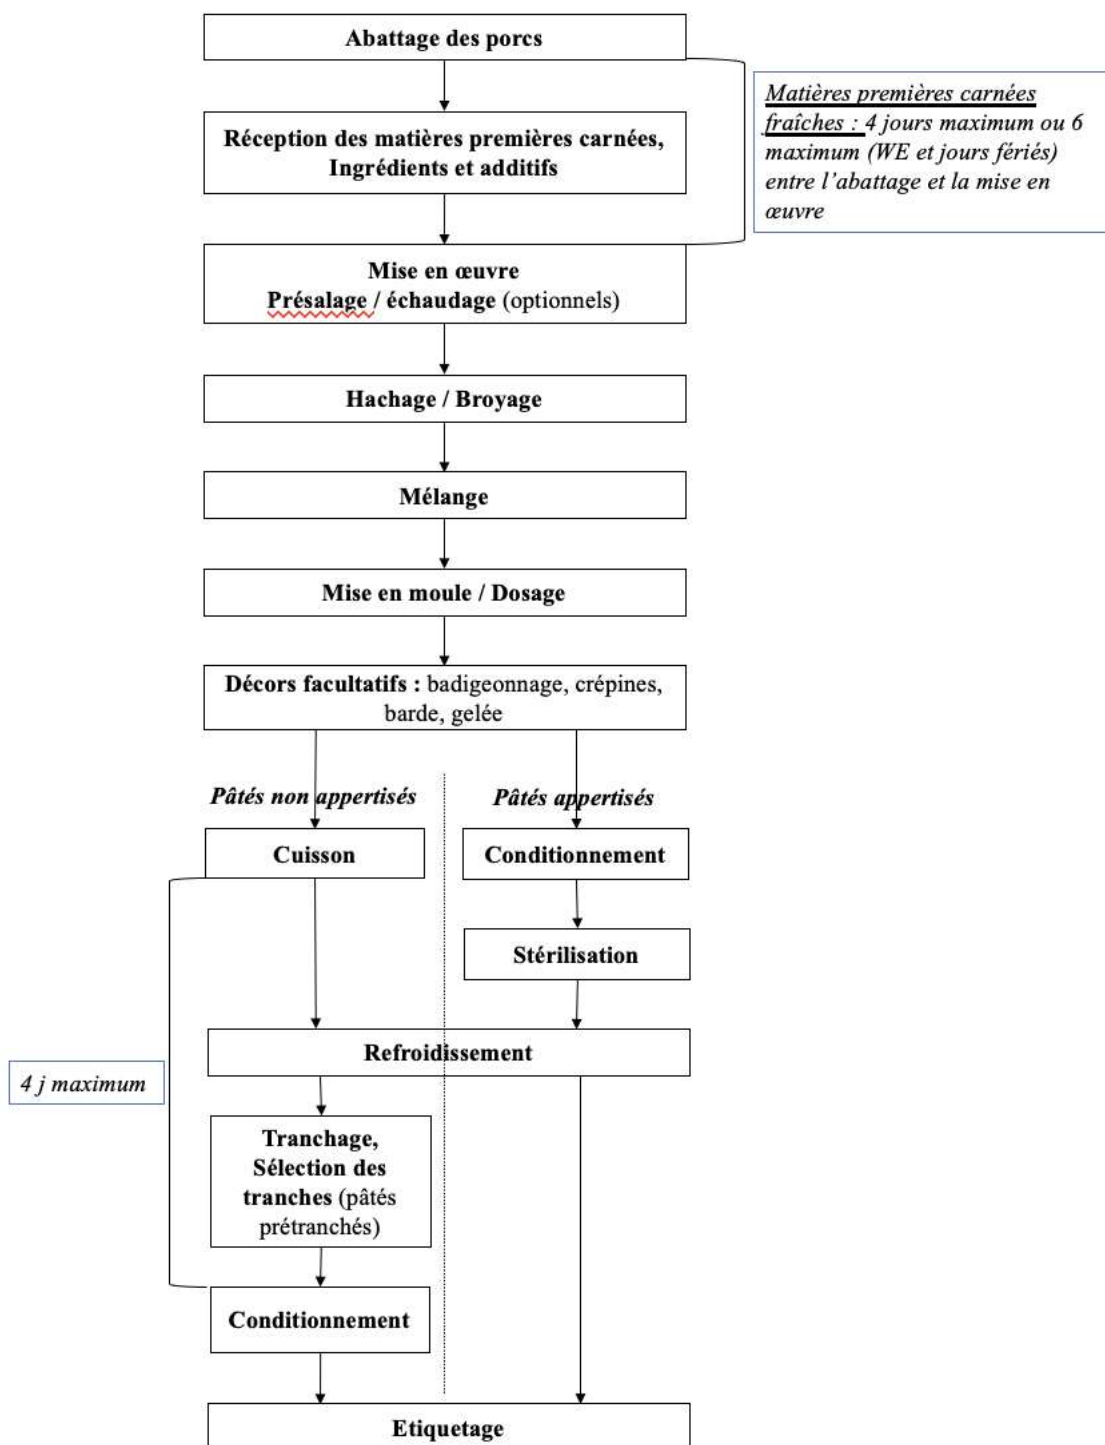 Abattage des porcs
Matières premières carnées
fraîches : 4 jours maximum ou 6
maximum (WE et jours fériés)
entre l’abattage et la mise en
œuvre
Réception des matières premières carnées,
Ingrédients et additifs
Mise en œuvre
Présalage / échaudage (optionnels)
Hachage / Broyage
Mélange
Mise en moule / Dosage
Décors facultatifs : badigeonnage, crépines,
barde, gelée
Pâtés non appertisés
Pâtés appertisés
Cuisson
Conditionnement
Stérilisation
Refroidissement
4 j maximum
Tranchage,
Sélection des
tranches (pâtés
prétranchés)
Conditionnement
Etiquetage